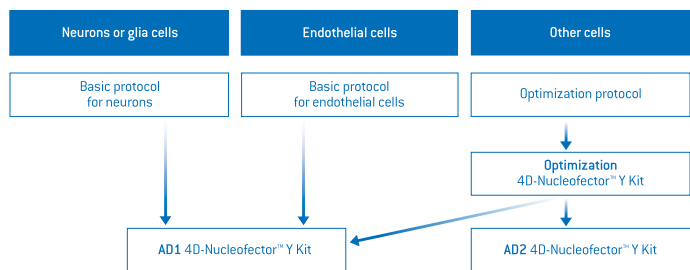 Neurons or glia cells
Endothelial cells
Other cells
Basic protocol
for neurons
Basic protocol
for endothelial cells
Optimization protocol
Optimization
4D-Nucleofector™ Y Kit
AD1 4D-Nucleofector™ Y Kit
AD2 4D-Nucleofector™ Y Kit